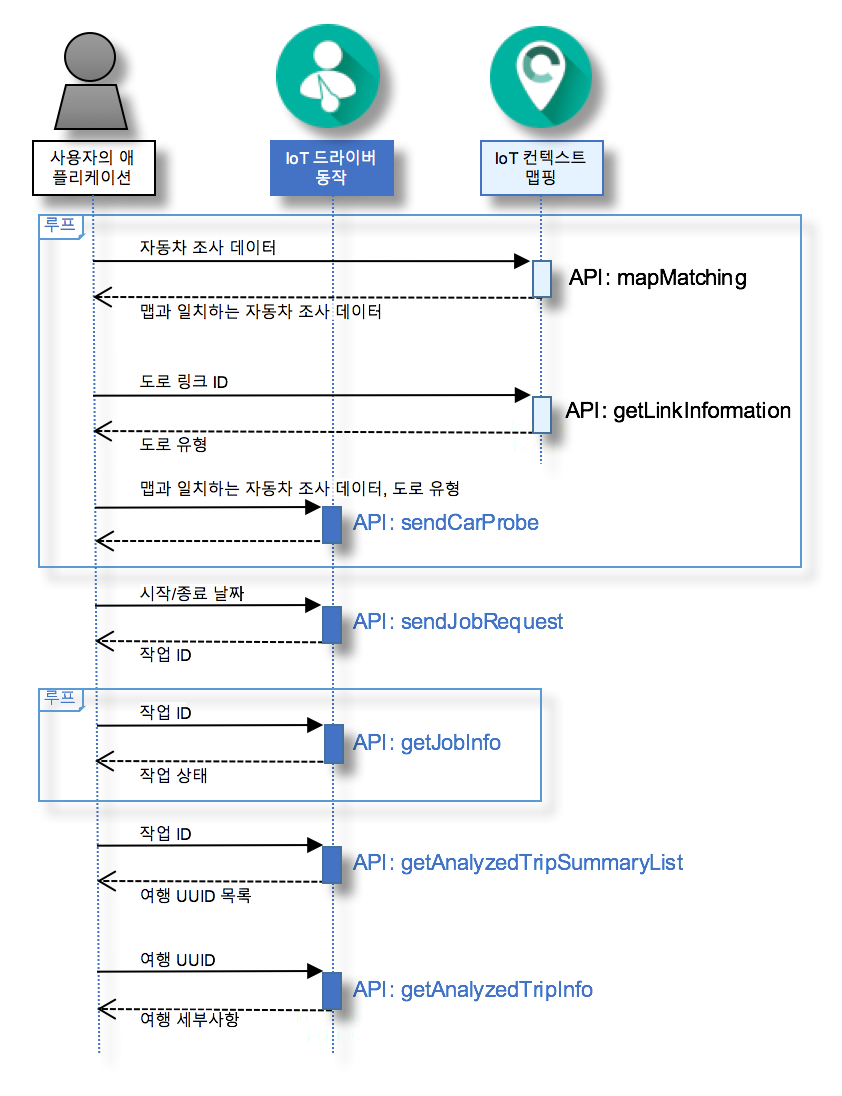 사용자의 애
플리케이션
IoT 드라이버
동작
IoT 컨텍스트
맵핑
루프
자동차 조사 데이터
API: mapMatching
맵과 일치하는 자동차 조사 데이터
도로 링크 ID
API: getLinkInformation
도로 유형
맵과 일치하는 자동차 조사 데이터, 도로 유형
API: sendCarProbe
시작/종료 날짜
API: sendJobRequest
작업 ID
루프
작업 ID
API: getJobInfo
작업 상태
작업 ID
API: getAnalyzedTripSummaryList
여행 UUID 목록
여행 UUID
API: getAnalyzedTripInfo
여행 세부사항